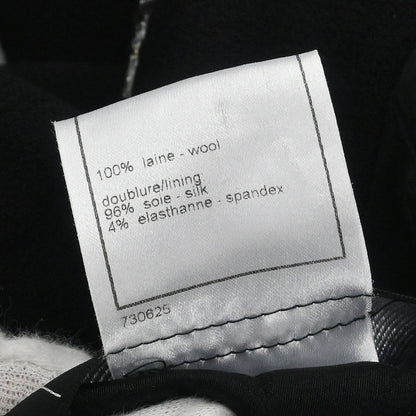 100% laine - wool
doublure/lining
96% soie - silk
4% elasthanne - spandex
730625